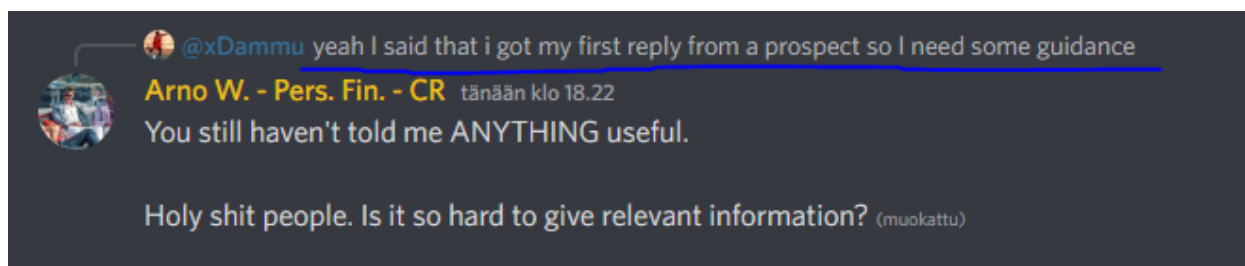 @xDammu yeah I said that i got my first reply from a prospect so I need some guidance
Arno W. - Pers. Fin. - CR tänään klo 18.22
You still haven't told me ANYTHING useful.
Holy shit people. Is it so hard to give relevant information? (muokattu)